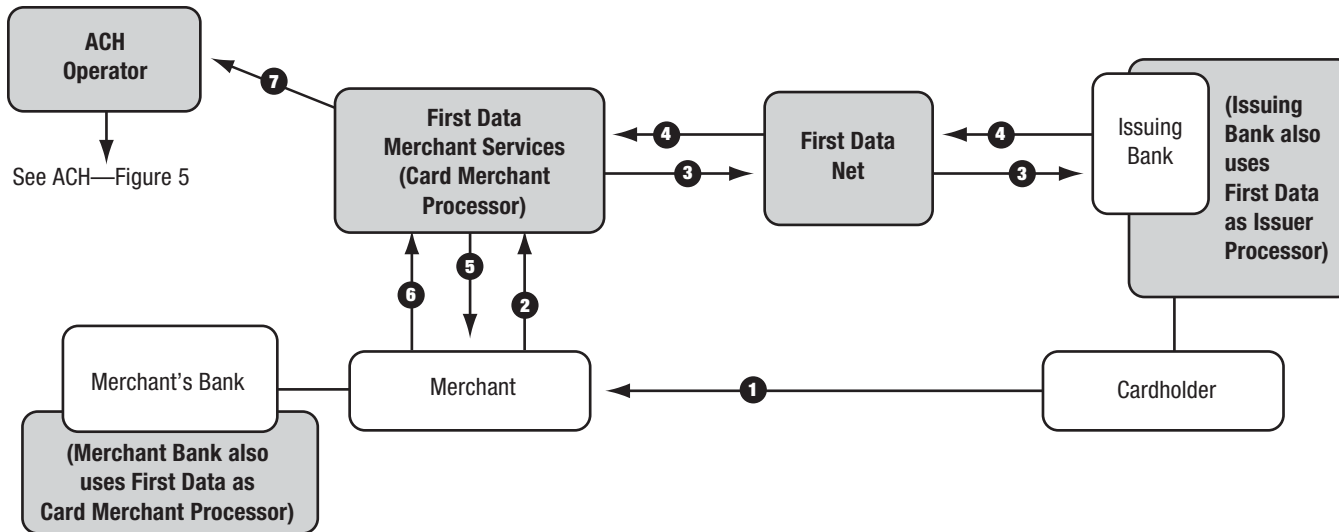 ACH
Operator
7
See ACH—Figure 5
First Data
Merchant Services
(Card Merchant
Processor)
4
3
First Data
Net
4
3
Issuing
Bank
(Issuing
Bank also
uses
First Data
as Issuer
Processor)
6
5
2
Merchant's Bank
(Merchant Bank also
uses First Data as
Card Merchant Processor)
Merchant
1
Cardholder